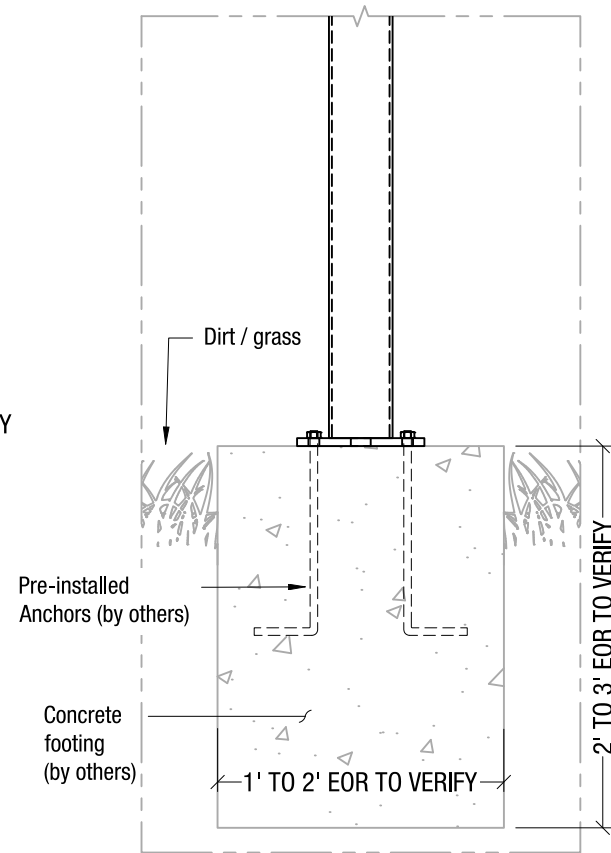 Dirt / grass
Y
Pre-installed
Anchors (by others)
Concrete
footing
(by others)
1' TO 2' EOR TO VERIFY
2' TO 3' EOR TO VERIFY